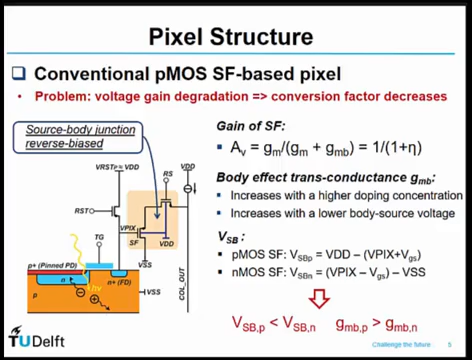 Pixel Structure
Conventional pMOS SF-based pixel
• Problem: voltage gain degradation => conversion factor decreases
Source-body junction
reverse-biased
VRSTp ≈ VDD
VDD
RS
RST
VPIX
SF
VDD
TG
VSS
p+ (Pinned PD)
n
hν
n+ (FD)
p
VSS
COL_OUT
Gain of SF:
▪ Av = gm/(gm + gmb) = 1/(1+η)
Body effect trans-conductance gmb:
▪ Increases with a higher doping concentration
▪ Increases with a lower body-source voltage
VSB
▪ pMOS SF: VSBp = VDD – (VPIX+Vgs)
▪ nMOS SF: VSBn = (VPIX - Vgs) – VSS
VSB,p < VSB,n gmb,p > gmb,n
TUDelft
Challenge the future
5